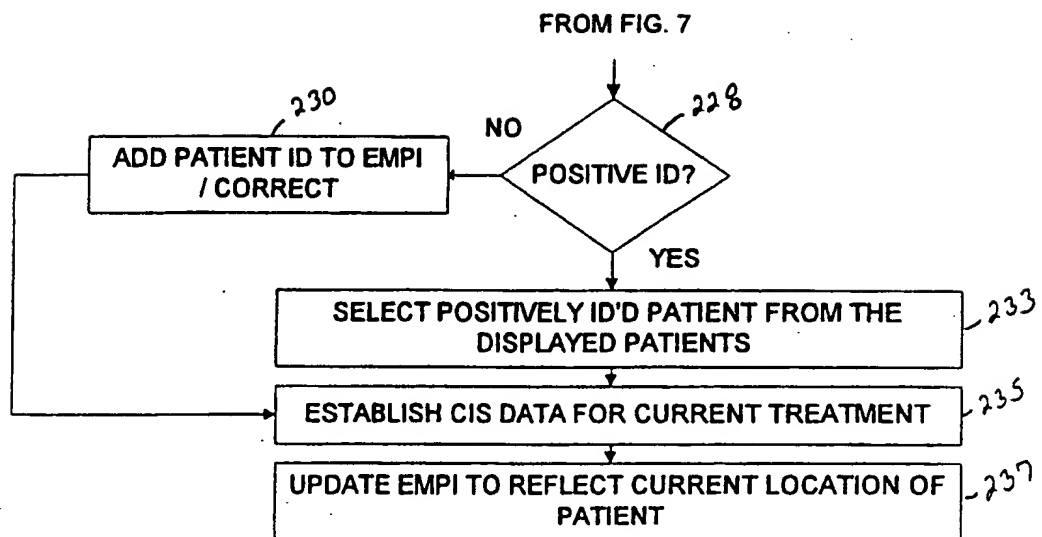 FROM FIG. 7
228
230
NO
ADD PATIENT ID TO EMPI
/ CORRECT
POSITIVE ID?
YES
SELECT POSITIVELY ID'D PATIENT FROM THE
DISPLAYED PATIENTS
233
ESTABLISH CIS DATA FOR CURRENT TREATMENT
235
UPDATE EMPI TO REFLECT CURRENT LOCATION OF
PATIENT
237